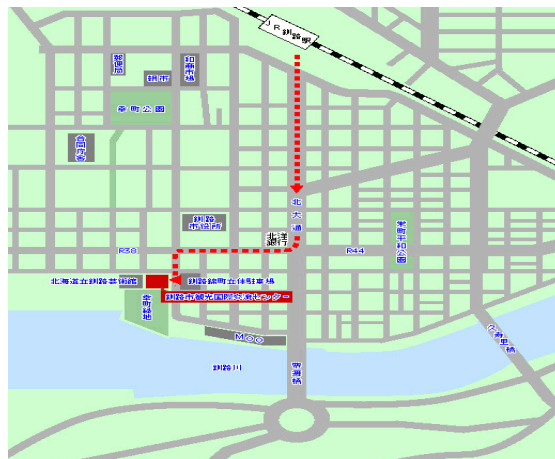 JR釧路駅
郵便局
和商市場
錦市
幸町公園
合同庁舎
北大通
釧路
市役所
北洋
銀行
栄町平和公園
R38
R44
北海道立釧路芸術館
釧路錦町立体駐車場
釧路市観光国際交流センター
幸町緑地
MOO
釧路川
幣舞橋
久寿里橋